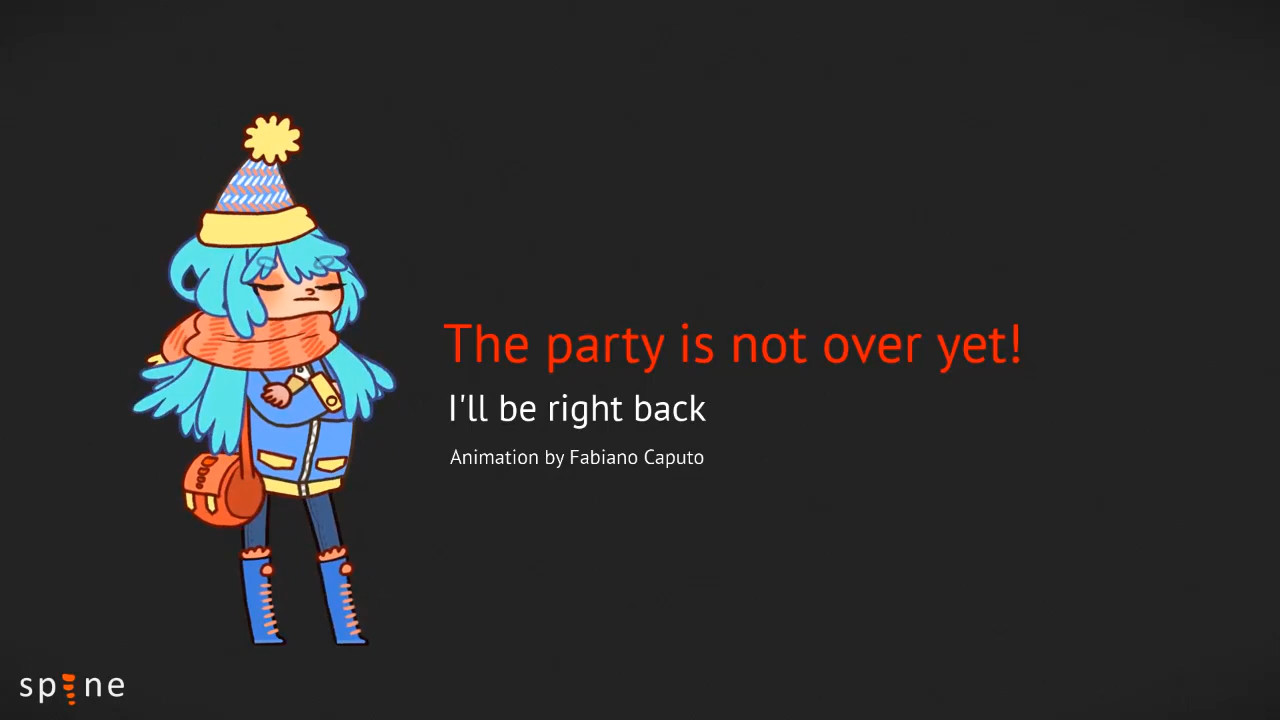 The party is not over yet!
I'll be right back
Animation by Fabiano Caputo
spine